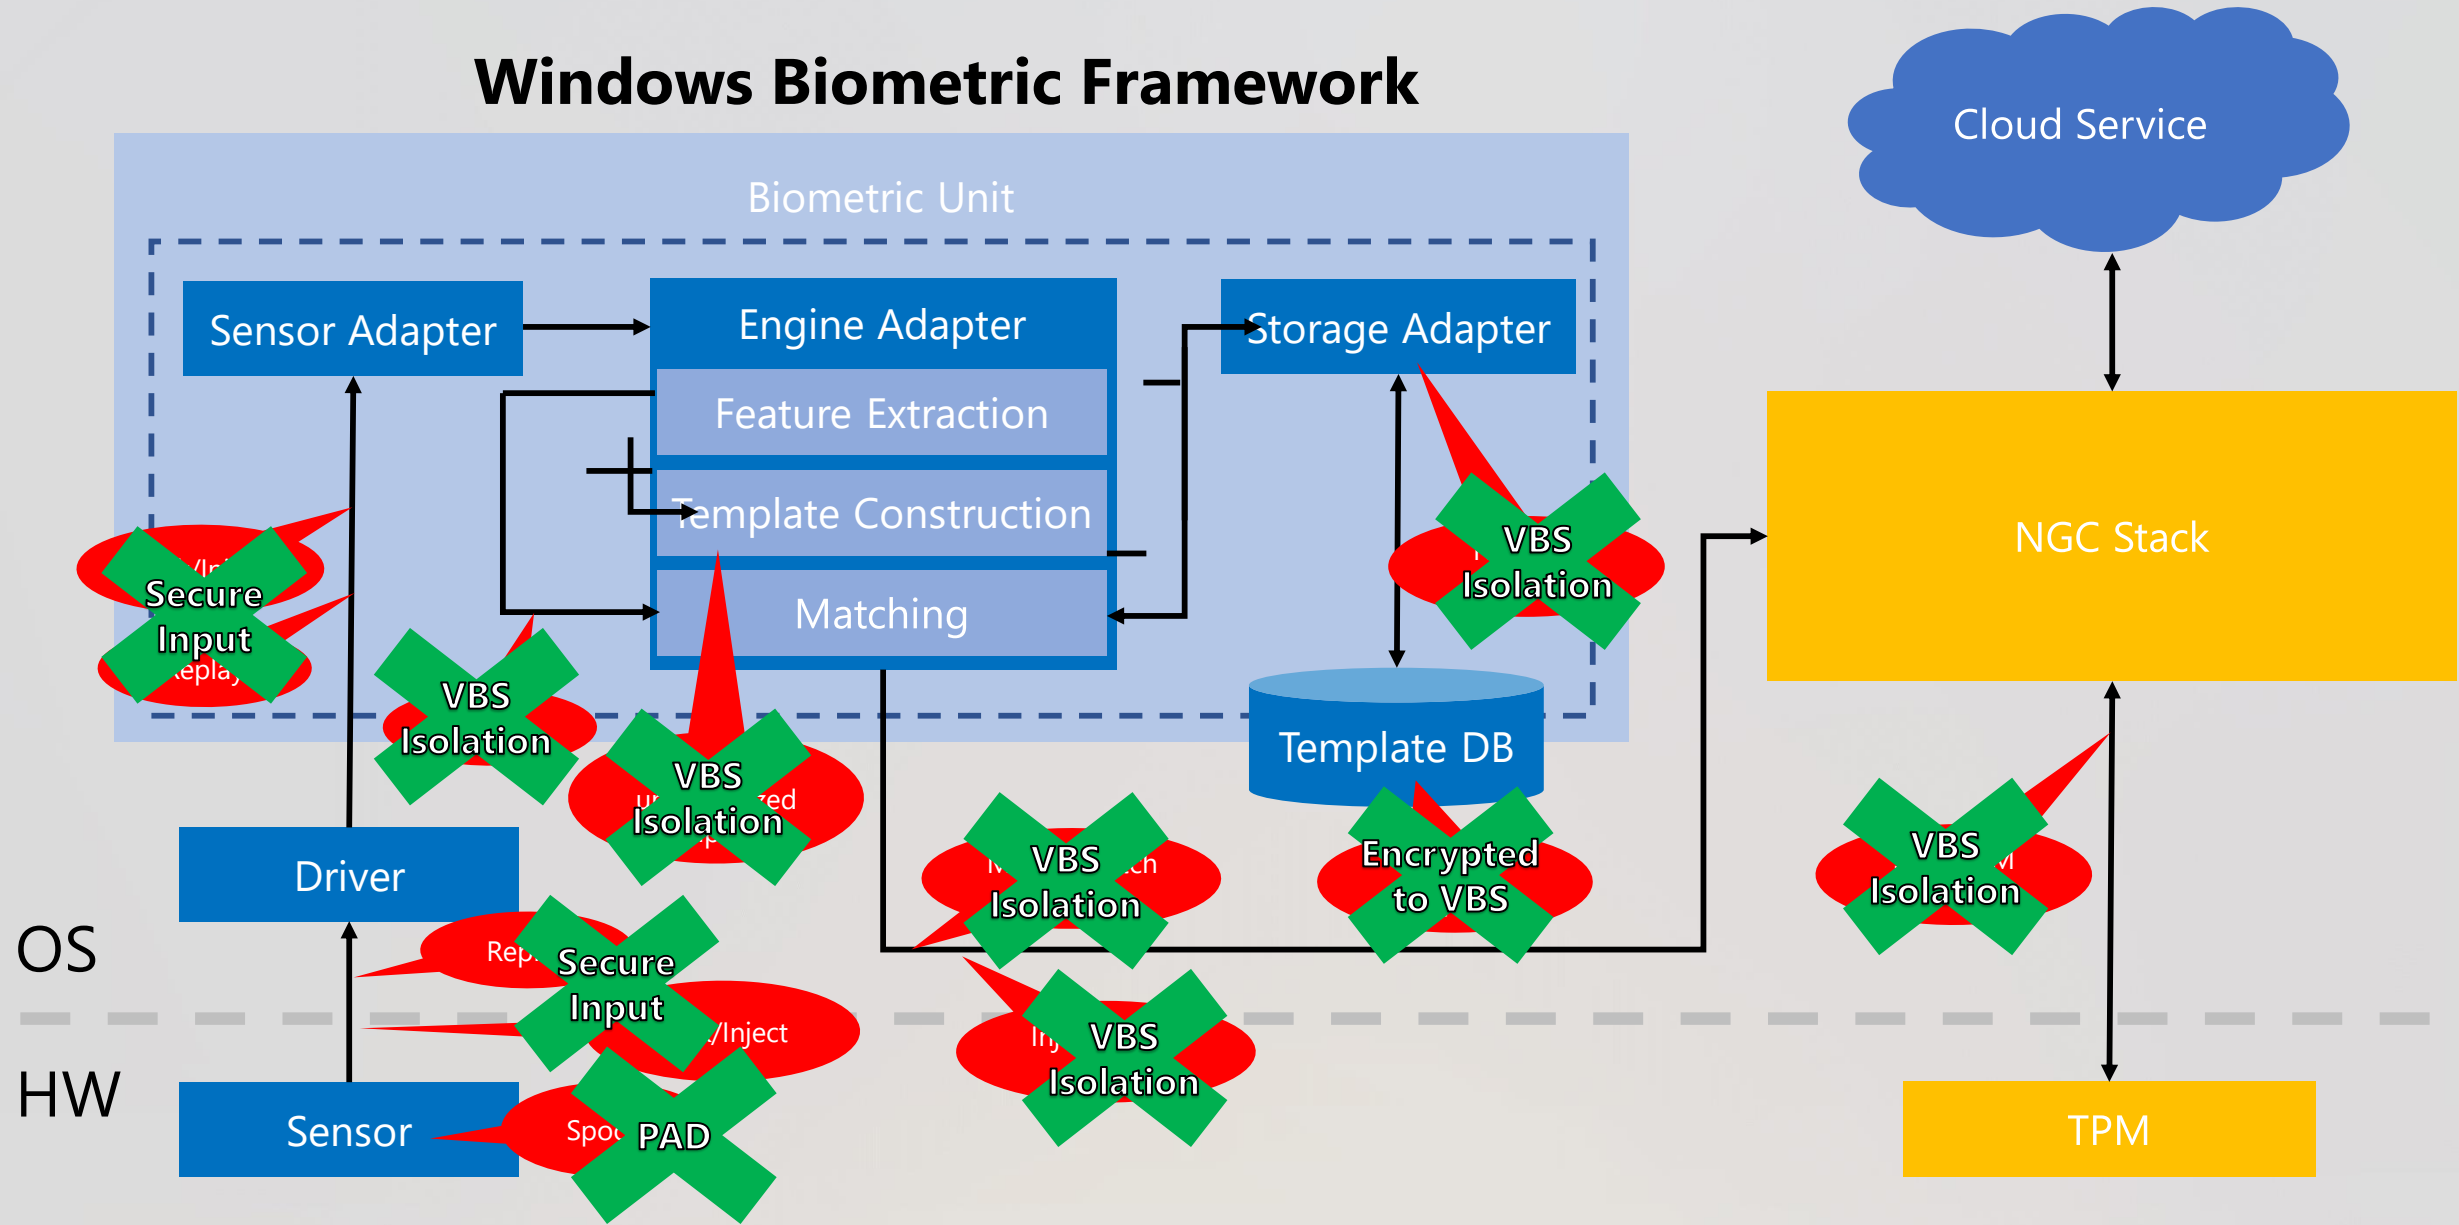 Windows Biometric Framework
Cloud Service
Biometric Unit
Sensor Adapter
Engine Adapter
Storage Adapter
Feature Extraction
Template Construction
Matching
NGC Stack
VBS
Isolation
Secure
Input
Replay
VBS
Isolation
VBS
Isolation
Template DB
Driver
VBS
Isolation
Encrypted
to VBS
VBS
Isolation
OS
Secure
Input
/Inject
VBS
Isolation
HW
Sensor
PAD
TPM